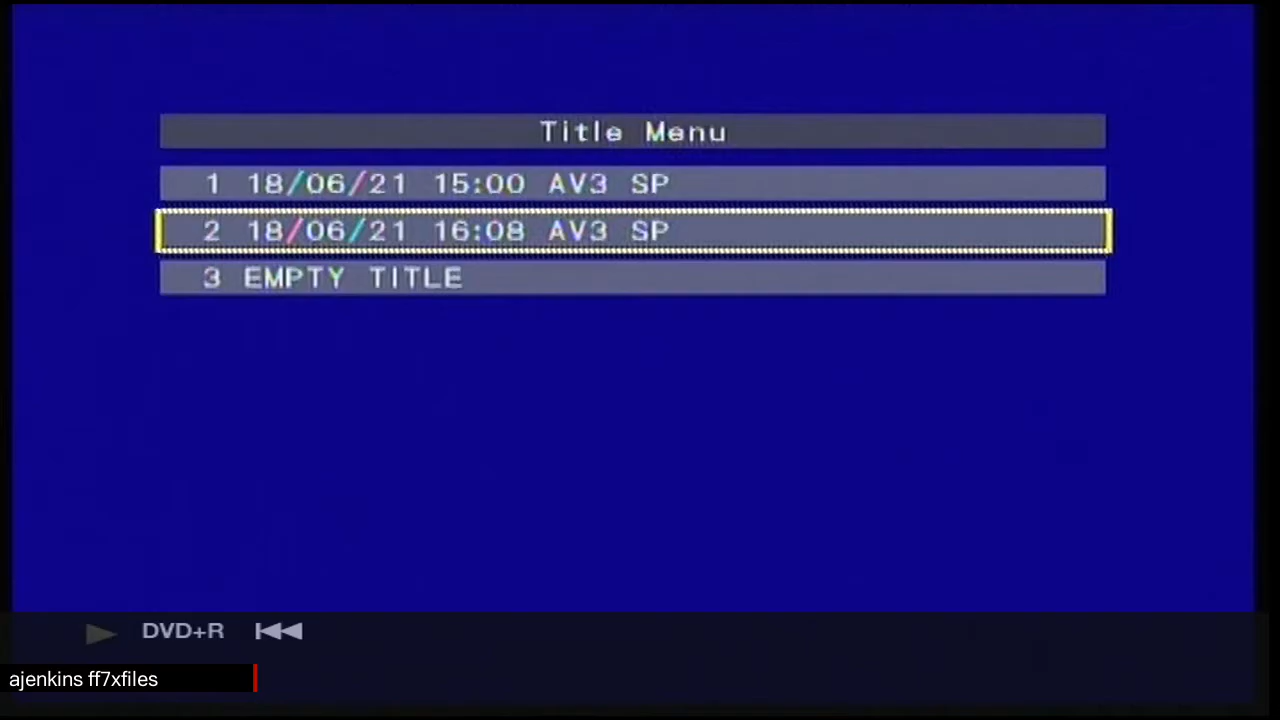 Title Menu
1 18/06/21 15:00 AV3 SP
2 18/06/21 16:08 AV3 SP
3 EMPTY TITLE
DVD+R
ajenkins ff7xfiles